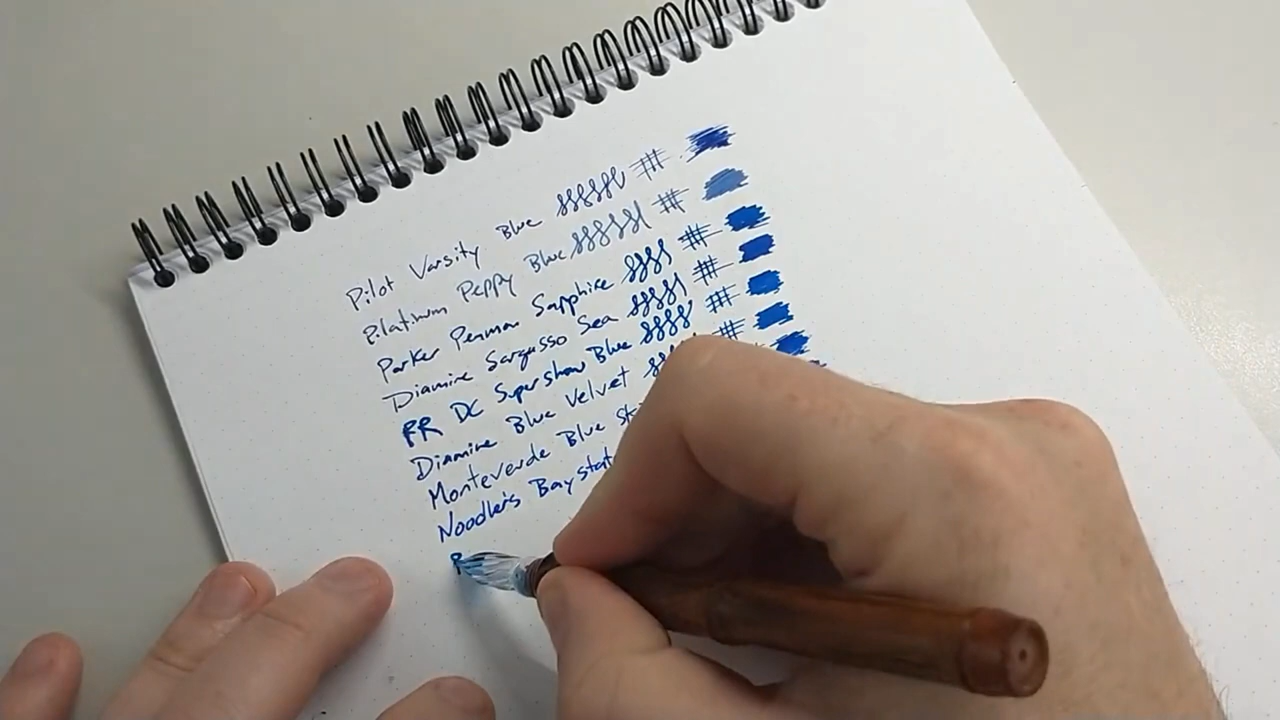 Pilot Varsity Blue
Platinum Peppy Blue
Parker Penman Sapphire
Diamine Sargasso Sea
FR DC Supershow Blue
Diamine Blue Velvet
Monteverde Blue
Noodler's